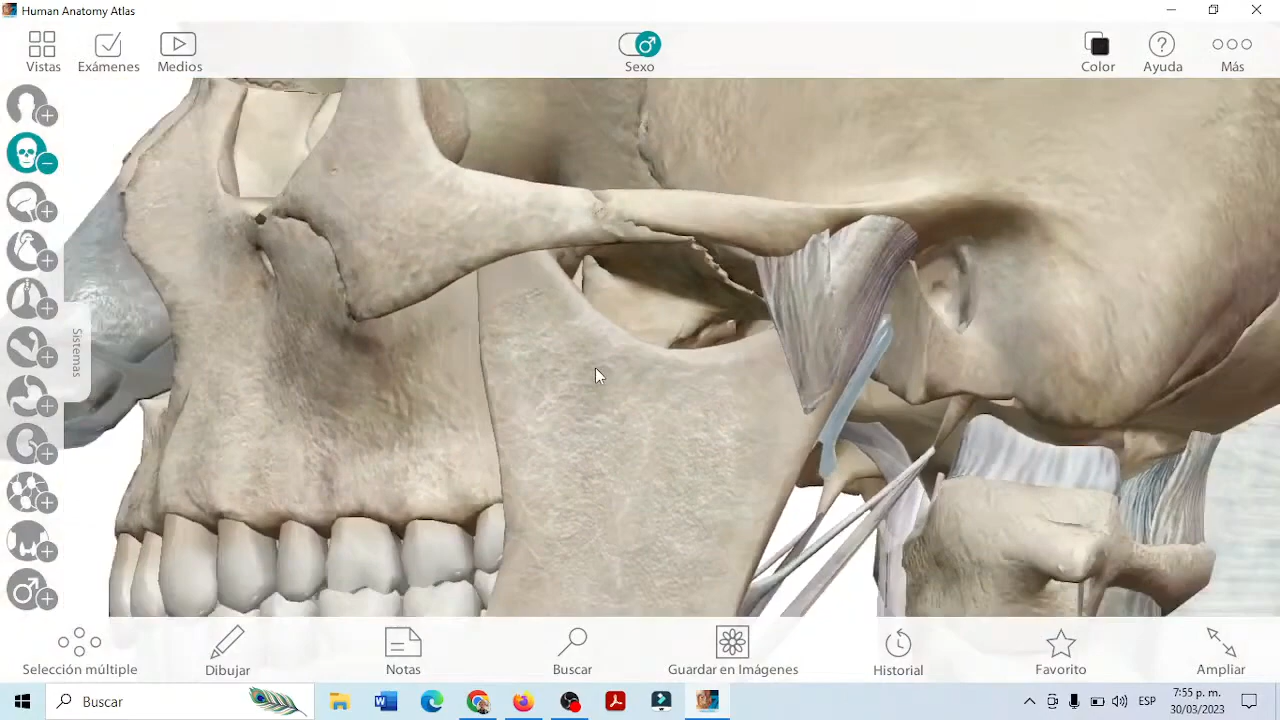 Human Anatomy Atlas
Vistas
Exámenes
Medios
Sexo
Color
Ayuda
Más
Sistemas
Selección múltiple
Dibujar
Notas
Buscar
Guardar en Imágenes
Historial
Favorito
Ampliar
Buscar
ESP
7:55 p. m.
30/03/2023